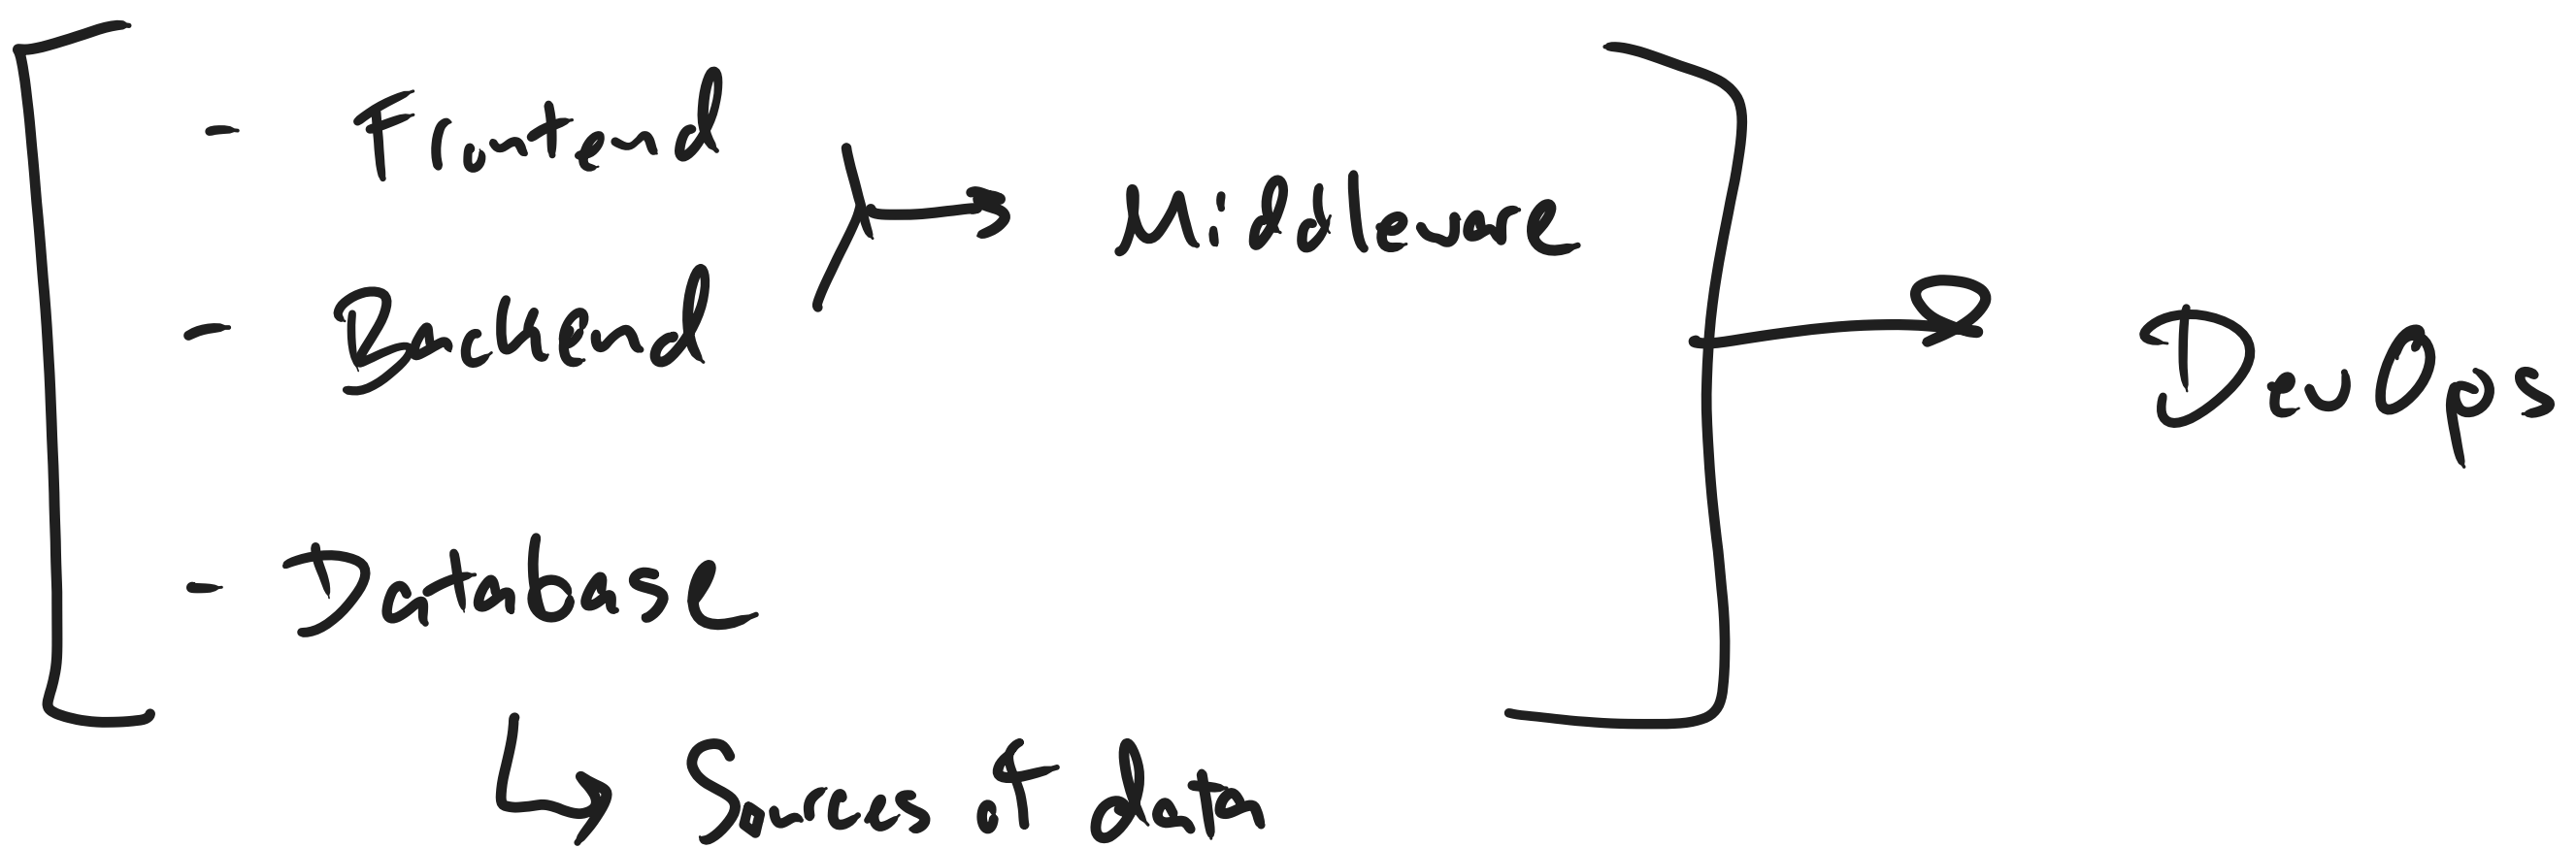 - Frontend
Middleware
- Backend
DevOps
- Database
Sources of data